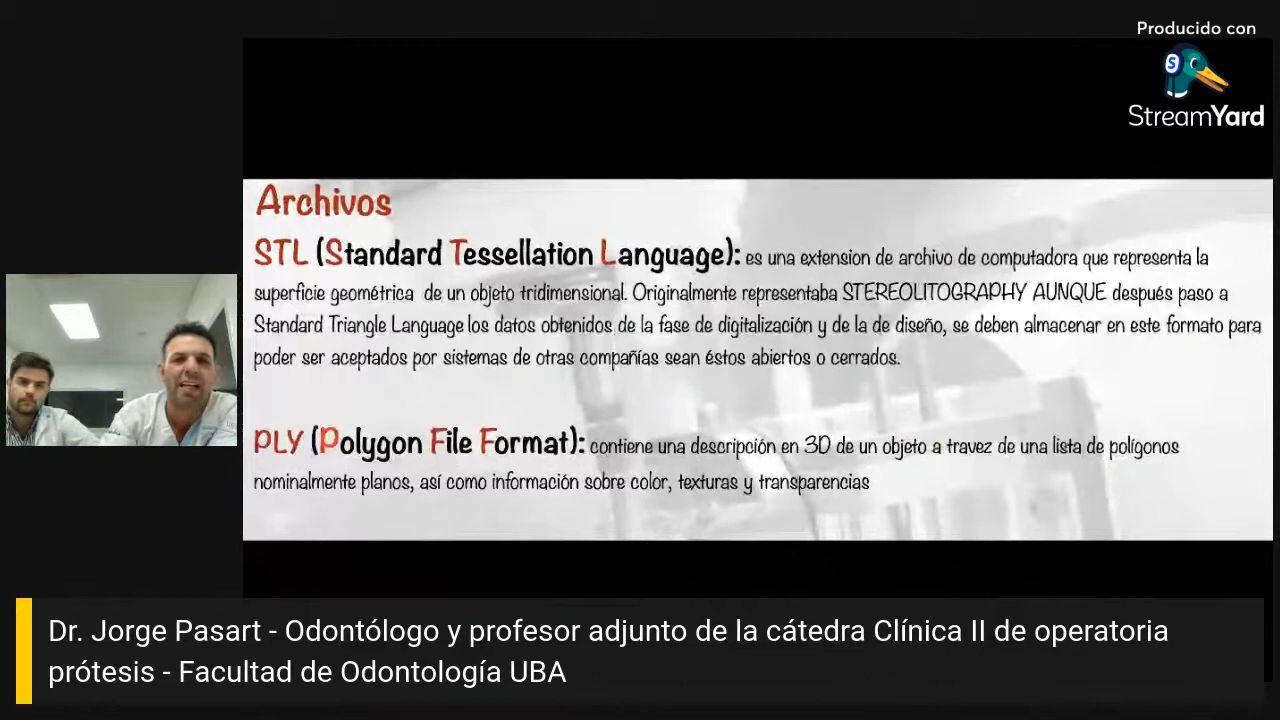 Producido con
StreamYard
Archivos
STL (Standard Tessellation Language): es una extension de archivo de computadora que representa la
superficie geométrica de un objeto tridimensional. Originalmente representaba STEREOLITOGRAPHY AUNQUE después paso a
Standard Triangle Language los datos obtenidos de la fase de digitalización y de la de diseño, se deben almacenar en este formato para
poder ser aceptados por sistemas de otras compañías sean éstos abiertos o cerrados.
PLY (Polygon File Format): contiene una descripción en 3D de un objeto a travez de una lista de polígonos
nominalmente planos, así como información sobre color, texturas y transparencias
Dr. Jorge Pasart - Odontólogo y profesor adjunto de la cátedra Clínica II de operatoria
prótesis - Facultad de Odontología UBA